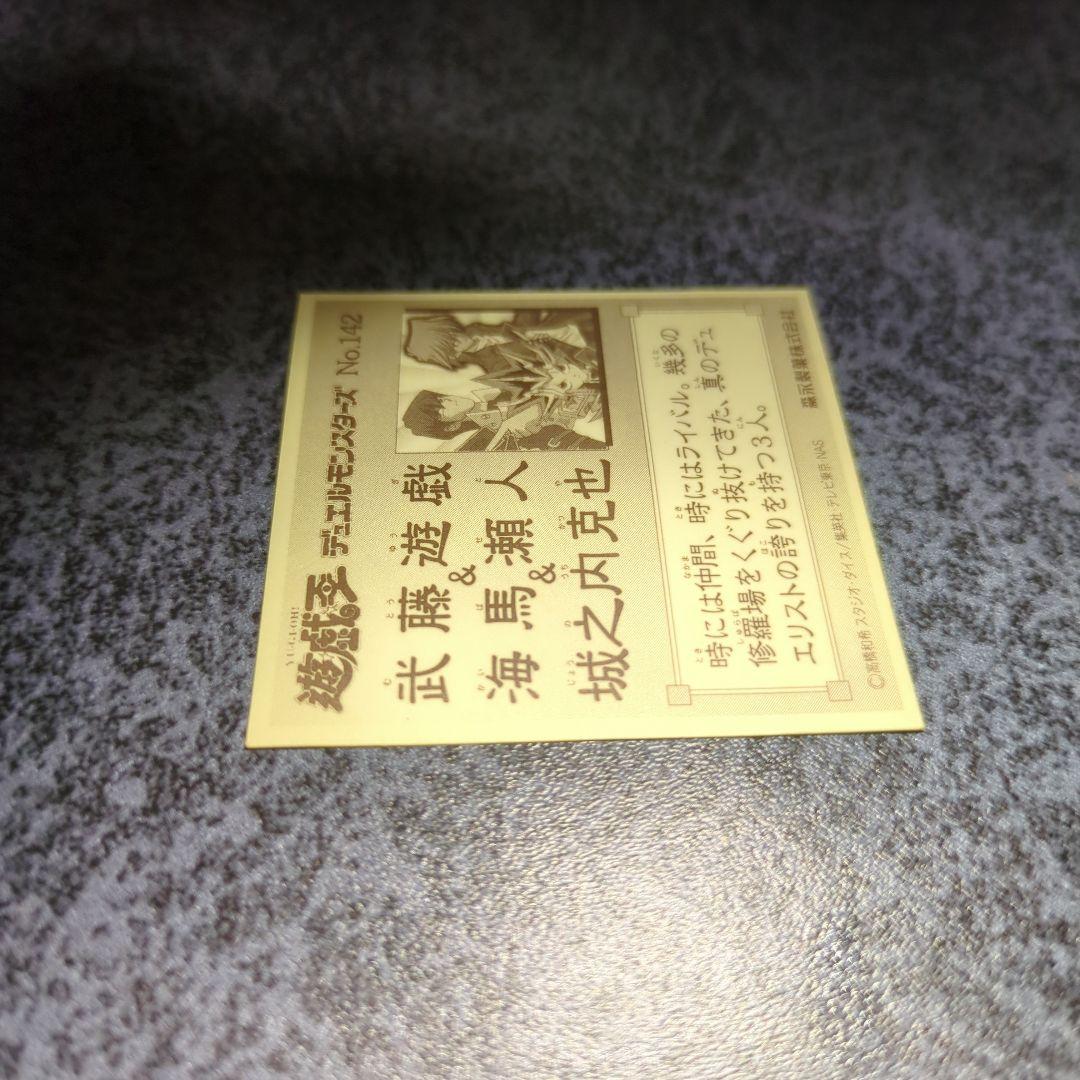 YU-GI-OH!
遊戯王 デュエルモンスターズ No.142
武藤遊戯
&
海馬瀬人
&
城之内克也
時には仲間、時にはライバル。幾多の
修羅場をくぐり抜けてきた、真のデュ
エリストの誇りを持つ3人。
©高橋和希 スタジオ・ダイス/集英社 テレビ東京 NAS
森永製菓株式会社